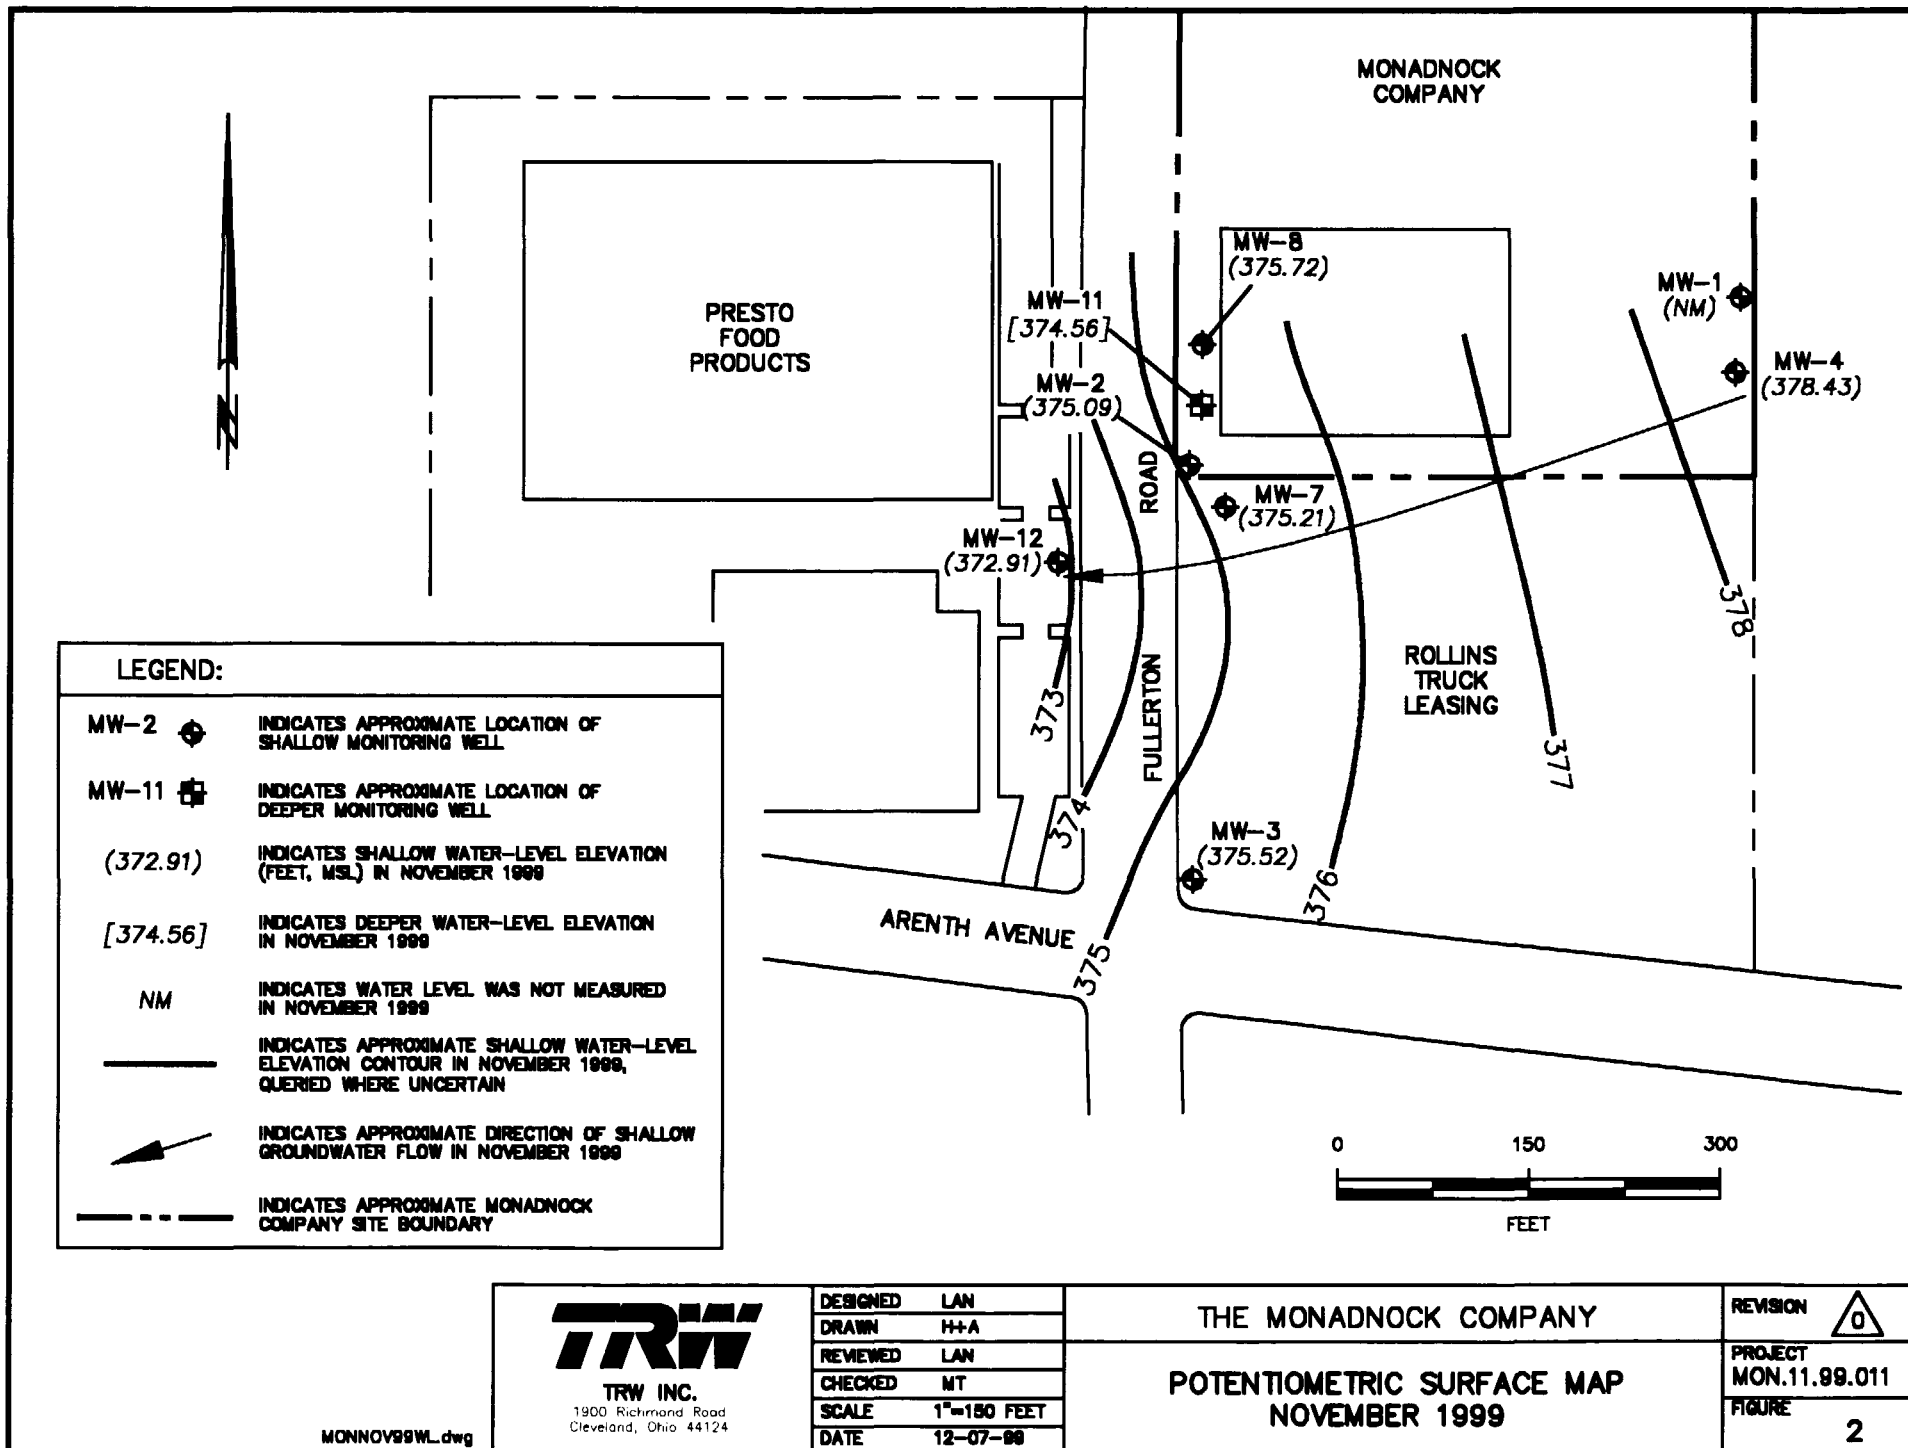 MONADNOCK
COMPANY
MW-8
(375.72)
MW-1
(NM)
MW-11
[374.56]
PRESTO
FOOD
PRODUCTS
MW-4
(378.43)
MW-2
(375.09)
ROAD
MW-7
(375.21)
MW-12
(372.91)
378
ROLLINS
TRUCK
LEASING
373
FULLERTON
377
374
MW-3
(375.52)
376
ARENTH AVENUE
375
LEGEND:
MW-2
INDICATES APPROXIMATE LOCATION OF
SHALLOW MONITORING WELL
MW-11
INDICATES APPROXIMATE LOCATION OF
DEEPER MONITORING WELL
(372.91)
INDICATES SHALLOW WATER-LEVEL ELEVATION
(FEET, MSL) IN NOVEMBER 1999
[374.56]
INDICATES DEEPER WATER-LEVEL ELEVATION
IN NOVEMBER 1999
NM
INDICATES WATER LEVEL WAS NOT MEASURED
IN NOVEMBER 1999
INDICATES APPROXIMATE SHALLOW WATER-LEVEL
ELEVATION CONTOUR IN NOVEMBER 1999,
QUERIED WHERE UNCERTAIN
INDICATES APPROXIMATE DIRECTION OF SHALLOW
GROUNDWATER FLOW IN NOVEMBER 1999
INDICATES APPROXIMATE MONADNOCK
COMPANY SITE BOUNDARY
0 150 300
FEET
TRW
TRW INC.
1900 Richmond Road
Cleveland, Ohio 44124
MONNOV99WL.dwg
DESIGNED LAN
DRAWN H+A
REVIEWED LAN
CHECKED MT
SCALE 1"=150 FEET
DATE 12-07-99
THE MONADNOCK COMPANY
POTENTIOMETRIC SURFACE MAP
NOVEMBER 1999
REVISION 0
PROJECT
MON.11.99.011
FIGURE
2